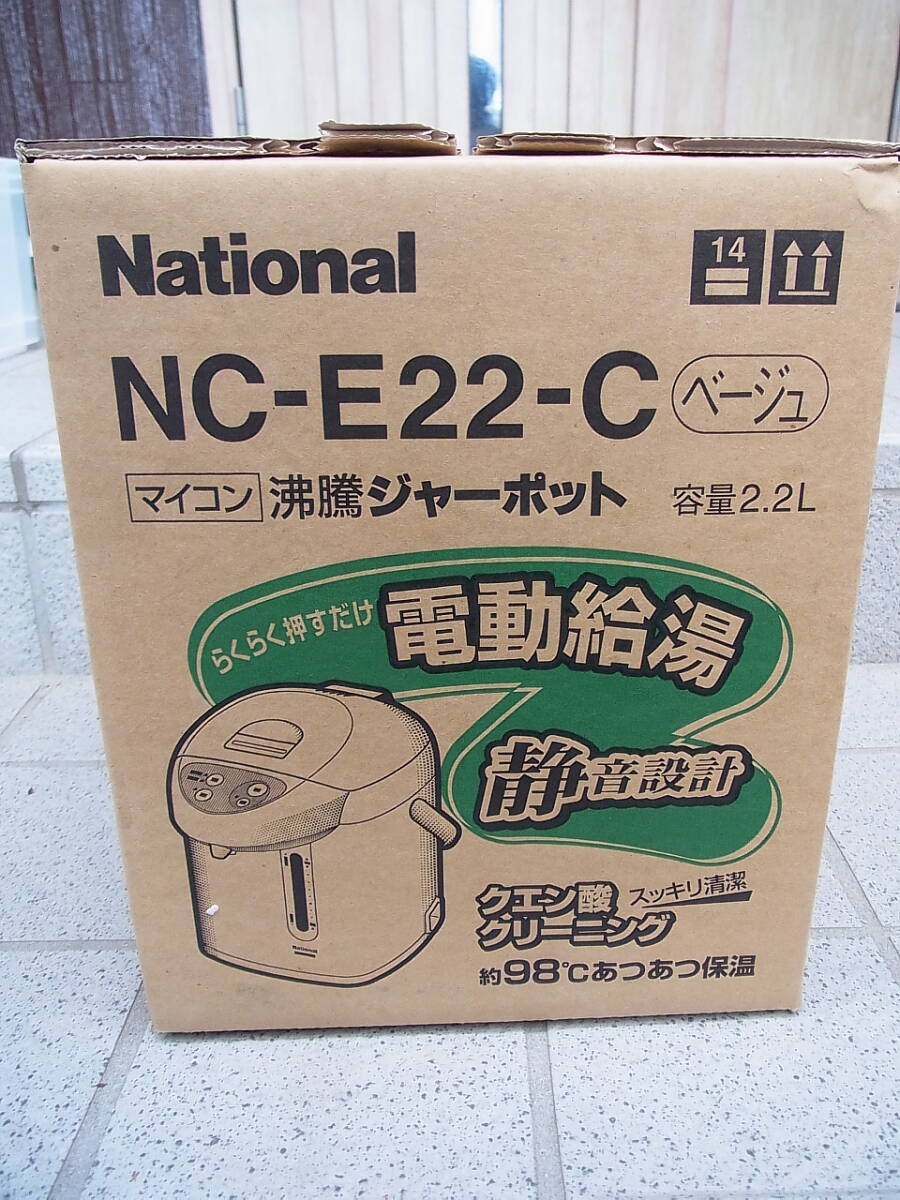 National
14
NC-E22-C ベージュ
マイコン 沸騰ジャーポット 容量2.2L
らくらく押すだけ 電動給湯
静音設計
クエン酸 スッキリ清潔
クリーニング
約98℃あつあつ保温
National